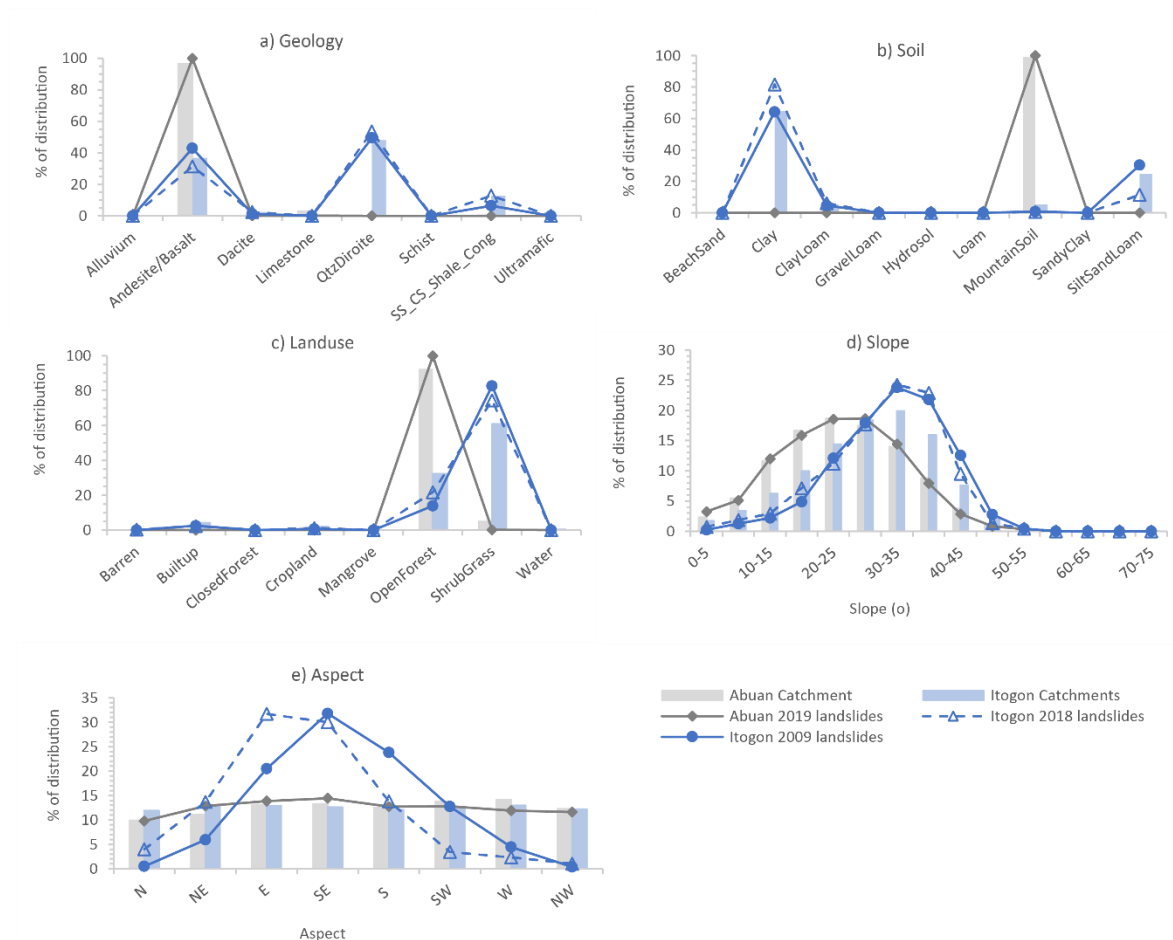 a) Geology
% of distribution
100
80
60
40
20
0
Alluvium
Andesite/Basalt
Dacite
Limestone
QtzDiroite
Schist
SS_CS_Shale_Cong
Ultramafic
b) Soil
% of distribution
100
80
60
40
20
0
BeachSand
Clay
ClayLoam
GravelLoam
Hydrosol
Loam
MountainSoil
SandyClay
SiltSandLoam
c) Landuse
% of distribution
100
80
60
40
20
0
Barren
Builtup
ClosedForest
Cropland
Mangrove
OpenForest
ShrubGrass
Water
d) Slope
% of distribution
30
25
20
15
10
5
0
0-5
10-15
20-25
30-35
40-45
50-55
60-65
70-75
Slope (o)
e) Aspect
% of distribution
35
30
25
20
15
10
5
0
N
NE
E
SE
S
SW
W
NW
Aspect
Abuan Catchment
Itogon Catchments
Abuan 2019 landslides
Itogon 2018 landslides
Itogon 2009 landslides